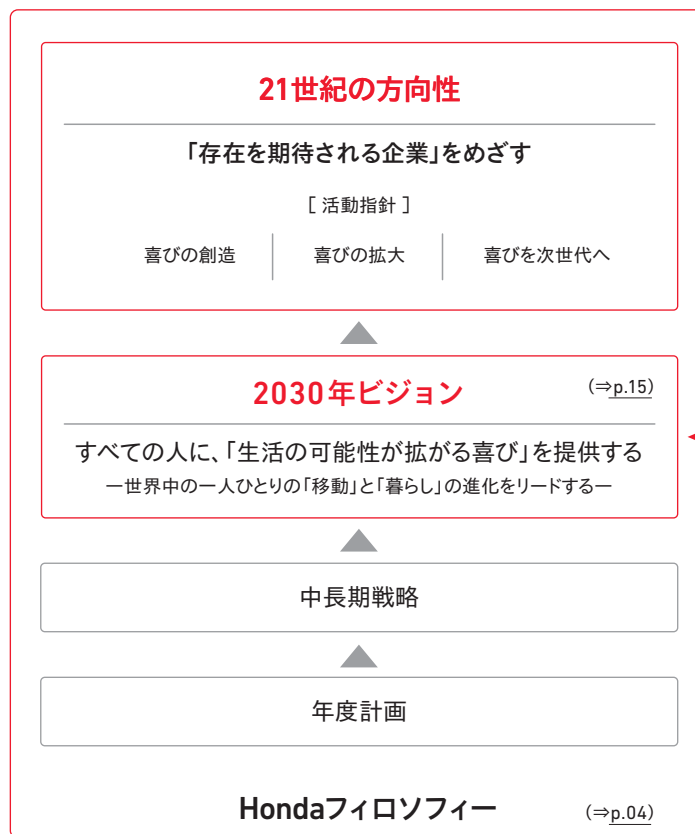 21世紀の方向性
「存在を期待される企業」をめざす
［ 活動指針 ］
喜びの創造 喜びの拡大 喜びを次世代へ
2030年ビジョン (⇒p.15)
すべての人に、「生活の可能性が拡がる喜び」を提供する
ー世界中の一人ひとりの「移動」と「暮らし」の進化をリードするー
中長期戦略
年度計画
Hondaフィロソフィー (⇒p.04)